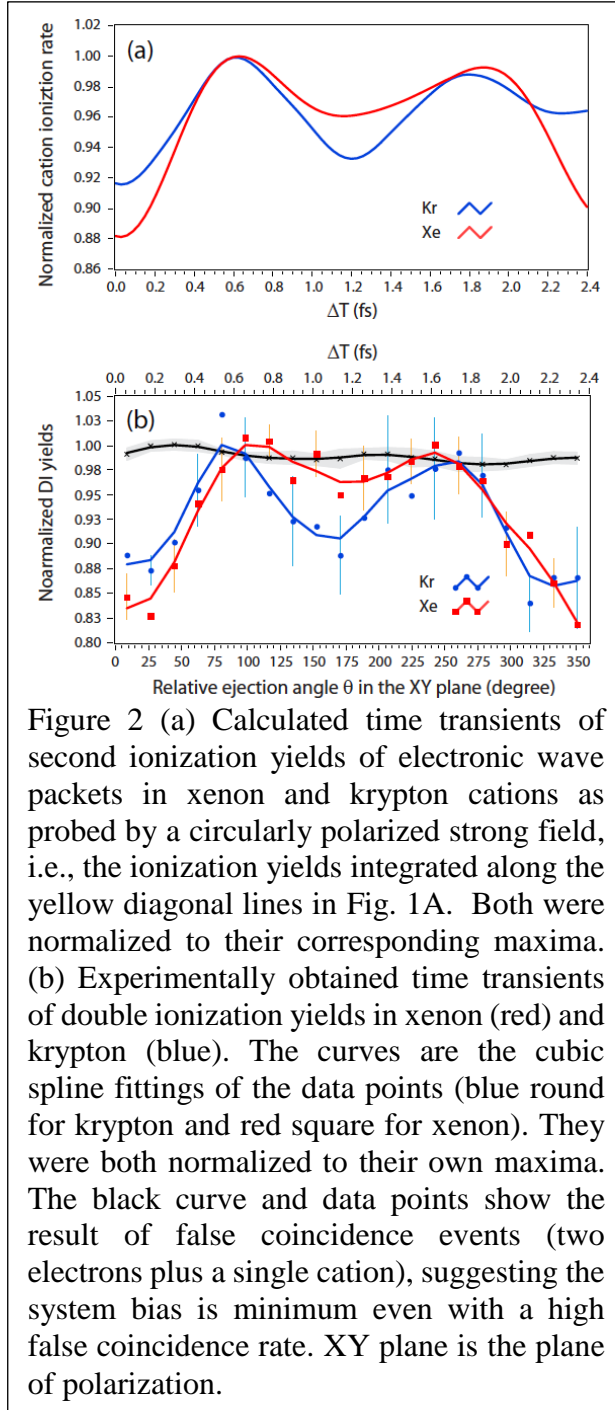 1.02
(a)
1.00
0.98
0.96
0.94
0.92
0.90
0.88
0.86
Normalized cation ioniztion rate
Kr
Xe
0.0 0.4 0.6 0.8 1.0 1.2 1.4 1.6 1.8 2.0 2.4
ΔT (fs)
ΔT (fs)
0.0 0.2 0.4 0.6 0.8 1.0 1.2 1.4 1.6 1.8 2.0 2.2 2.4
1.05
(b)
1.03
1.00
0.98
0.95
0.93
0.90
0.88
0.85
0.83
0.80
Noarmalized DI yields
Kr
Xe
0 25 50 75 100 125 150 175 200 225 250 275 300 325 350
Relative ejection angle θ in the XY plane (degree)
Figure 2 (a) Calculated time transients of
second ionization yields of electronic wave
packets in xenon and krypton cations as
probed by a circularly polarized strong field,
i.e., the ionization yields integrated along the
yellow diagonal lines in Fig. 1A. Both were
normalized to their corresponding maxima.
(b) Experimentally obtained time transients
of double ionization yields in xenon (red) and
krypton (blue). The curves are the cubic
spline fittings of the data points (blue round
for krypton and red square for xenon). They
were both normalized to their own maxima.
The black curve and data points show the
result of false coincidence events (two
electrons plus a single cation), suggesting the
system bias is minimum even with a high
false coincidence rate. XY plane is the plane
of polarization.